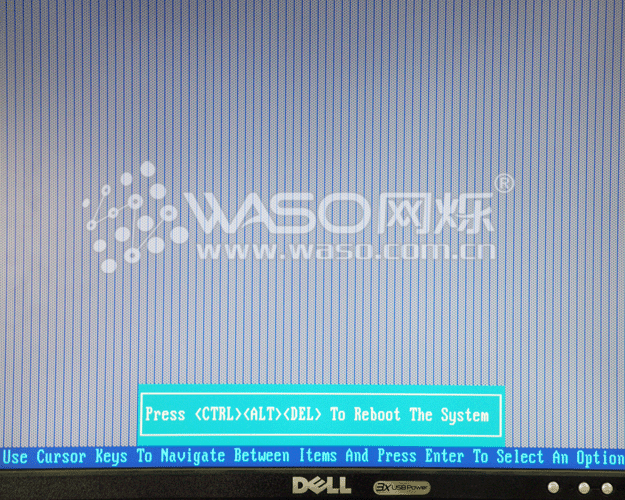 WASO网烁®
www.waso.com.cn
Press <CTRL><ALT><DEL> To Reboot The System
Use Cursor Keys To Navigate Between Items And Press Enter To Select An Option
DELL
3X USB Power